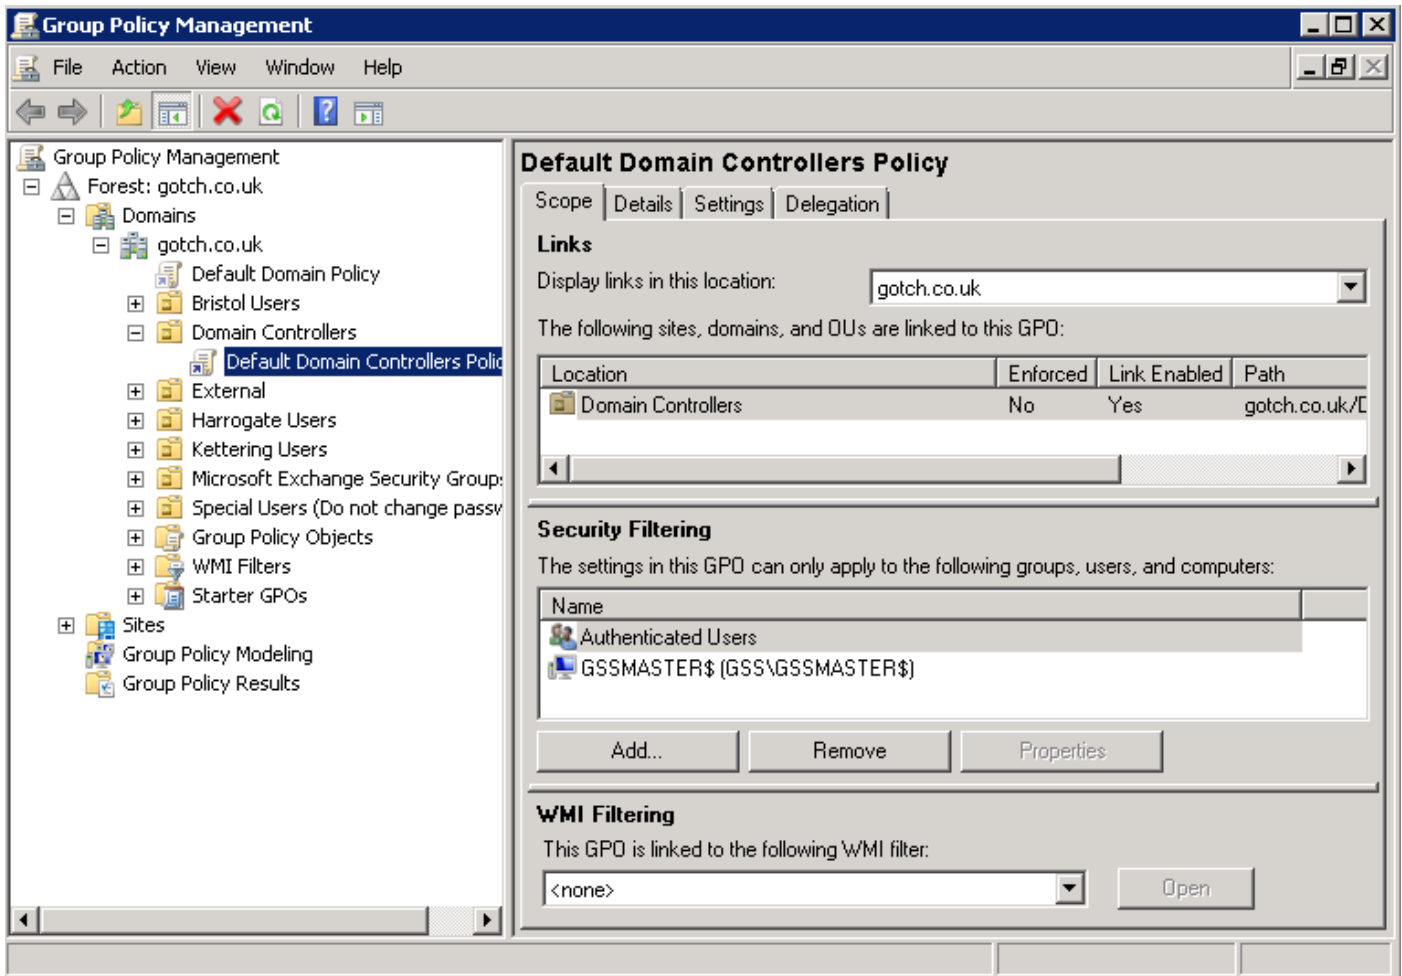 Group Policy Management
File Action View Window Help
Group Policy Management
Forest: gotch.co.uk
Domains
gotch.co.uk
Default Domain Policy
Bristol Users
Domain Controllers
Default Domain Controllers Polic
External
Harrogate Users
Kettering Users
Microsoft Exchange Security Group
Special Users (Do not change passw
Group Policy Objects
WMI Filters
Starter GPOs
Sites
Group Policy Modeling
Group Policy Results
Default Domain Controllers Policy
Scope Details Settings Delegation
Links
Display links in this location: gotch.co.uk
The following sites, domains, and OUs are linked to this GPO:
Location Enforced Link Enabled Path
Domain Controllers No Yes gotch.co.uk/D
Security Filtering
The settings in this GPO can only apply to the following groups, users, and computers:
Name
Authenticated Users
GSSMASTER$ (GSS\GSSMASTER$)
Add... Remove Properties
WMI Filtering
This GPO is linked to the following WMI filter:
<none> Open